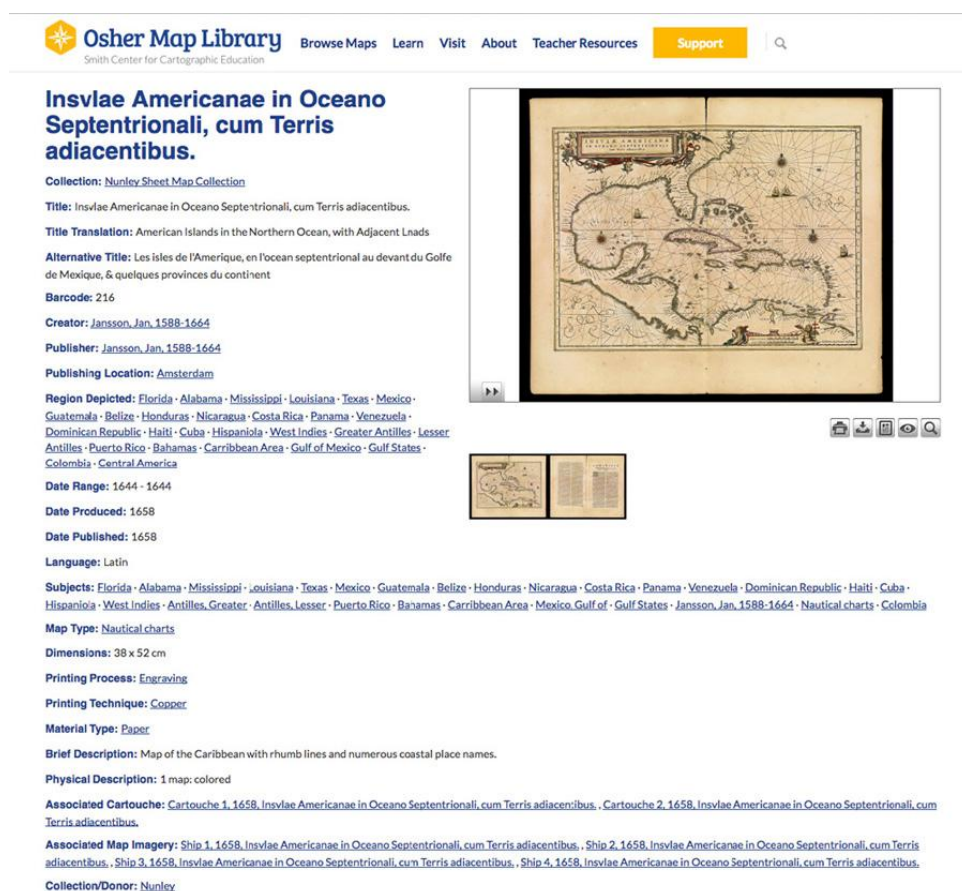 Osher Map Library
Smith Center for Cartographic Education
Browse Maps Learn Visit About Teacher Resources Support
Insvlae Americanae in Oceano
Septentrionali, cum Terris
adiacentibus.
Collection: Nunley Sheet Map Collection
Title: Insvlae Americanae in Oceano Septentrionali, cum Terris adiacentibus.
Title Translation: American Islands in the Northern Ocean, with Adjacent Lnads
Alternative Title: Les isles de l'Amerique, en l'ocean septentrional au devant du Golfe
de Mexique, & quelques provinces du continent
Barcode: 216
Creator: Jansson, Jan, 1588-1664
Publisher: Jansson, Jan, 1588-1664
Publishing Location: Amsterdam
Region Depicted: Florida · Alabama · Mississippi · Louisiana · Texas · Mexico ·
Guatemala · Belize · Honduras · Nicaragua · Costa Rica · Panama · Venezuela ·
Dominican Republic · Haiti · Cuba · Hispaniola · West Indies · Greater Antilles · Lesser
Antilles · Puerto Rico · Bahamas · Carribbean Area · Gulf of Mexico · Gulf States ·
Colombia · Central America
Date Range: 1644 - 1644
Date Produced: 1658
Date Published: 1658
Language: Latin
Subjects: Florida · Alabama · Mississippi · Louisiana · Texas · Mexico · Guatemala · Belize · Honduras · Nicaragua · Costa Rica · Panama · Venezuela · Dominican Republic · Haiti · Cuba ·
Hispaniola · West Indies · Antilles, Greater · Antilles, Lesser · Puerto Rico · Bahamas · Carribbean Area · Mexico, Gulf of · Gulf States · Jansson, Jan, 1588-1664 · Nautical charts · Colombia
Map Type: Nautical charts
Dimensions: 38 x 52 cm
Printing Process: Engraving
Printing Technique: Copper
Material Type: Paper
Brief Description: Map of the Caribbean with rhumb lines and numerous coastal place names.
Physical Description: 1 map: colored
Associated Cartouche: Cartouche 1, 1658, Insvlae Americanae in Oceano Septentrionali, cum Terris adiacentibus. , Cartouche 2, 1658, Insvlae Americanae in Oceano Septentrionali, cum
Terris adiacentibus.
Associated Map Imagery: Ship 1, 1658, Insvlae Americanae in Oceano Septentrionali, cum Terris adiacentibus. , Ship 2, 1658, Insvlae Americanae in Oceano Septentrionali, cum Terris
adiacentibus. , Ship 3, 1658, Insvlae Americanae in Oceano Septentrionali, cum Terris adiacentibus. , Ship 4, 1658, Insvlae Americanae in Oceano Septentrionali, cum Terris adiacentibus.
Collection/Donor: Nunley